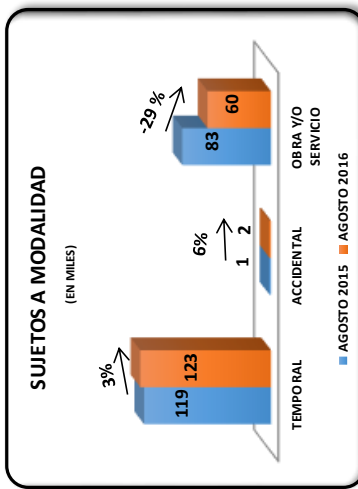 SUJETOS A MODALIDAD
(EN MILES)
3%
119
123
6%
1
2
-29 %
83
60
TEMPORAL
ACCIDENTAL
OBRA Y/O
SERVICIO
AGOSTO 2015
AGOSTO 2016